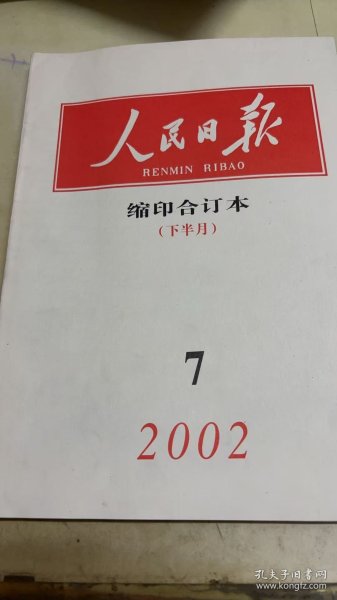 人民日报
RENMIN RIBAO
缩印合订本
(下半月)
7
2002
孔夫子旧书网
www.kongfz.com